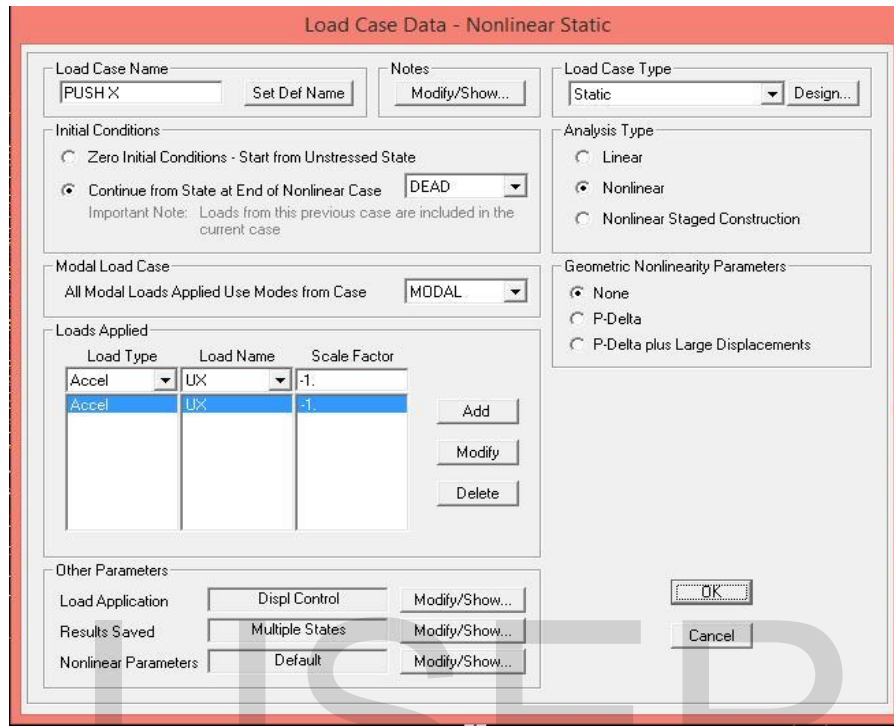 Load Case Data - Nonlinear Static
Load Case Name
PUSH X
Set Def Name
Notes
Modify/Show...
Load Case Type
Static
Design...
Initial Conditions
Zero Initial Conditions - Start from Unstressed State
Continue from State at End of Nonlinear Case
DEAD
Important Note: Loads from this previous case are included in the
current case
Analysis Type
Linear
Nonlinear
Nonlinear Staged Construction
Modal Load Case
All Modal Loads Applied Use Modes from Case
MODAL
Geometric Nonlinearity Parameters
None
P-Delta
P-Delta plus Large Displacements
Loads Applied
Load Type Load Name Scale Factor
Accel UX -1.
Accel UX -1.
Add
Modify
Delete
Other Parameters
Load Application Displ Control Modify/Show...
Results Saved Multiple States Modify/Show...
Nonlinear Parameters Default Modify/Show...
OK
Cancel